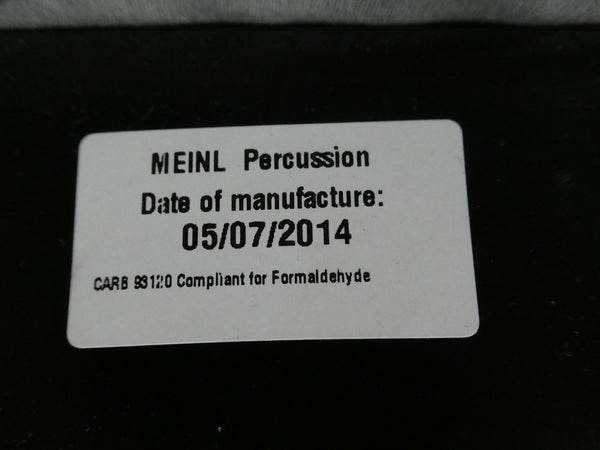 MEINL Percussion
Date of manufacture:
05/07/2014
CARB 93120 Compliant for Formaldehyde